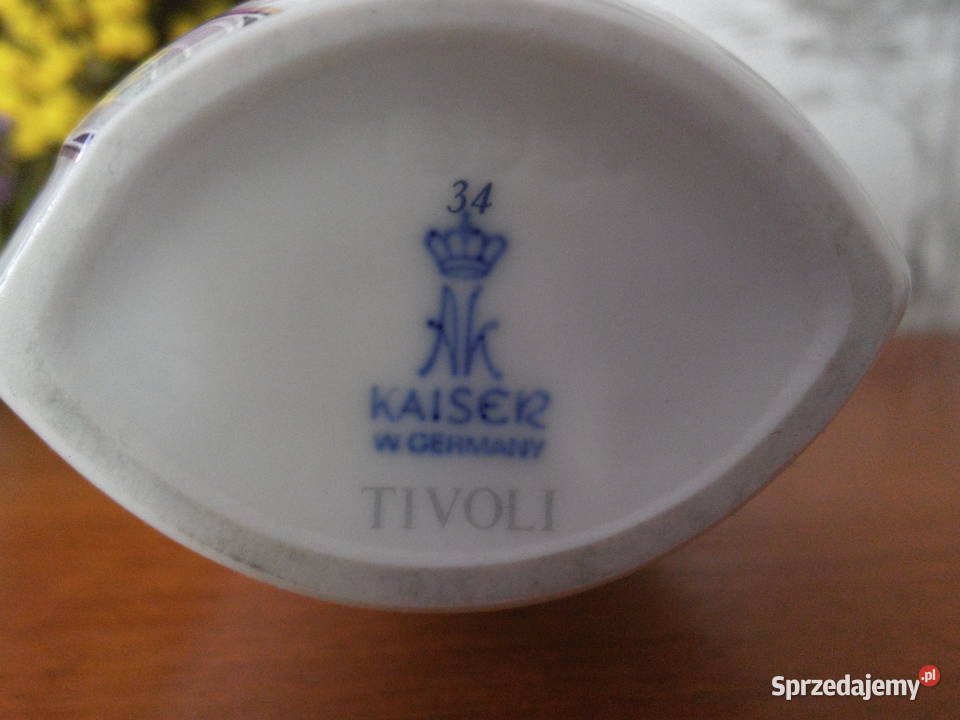 34
AK
KAISER
W. GERMANY
TIVOLI
Sprzedajemy.pl